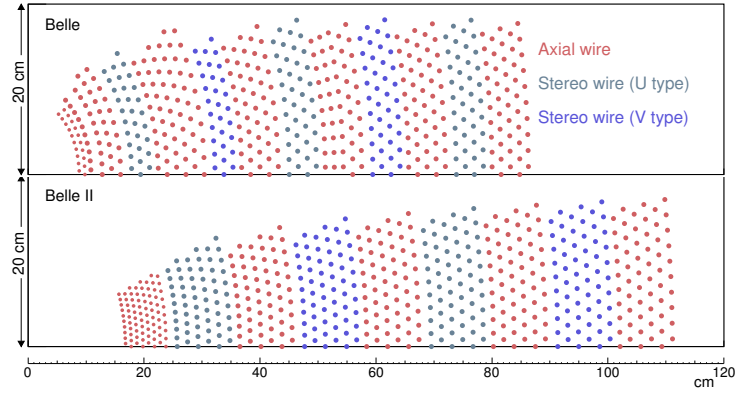 Belle
Axial wire
Stereo wire (U type)
Stereo wire (V type)
20 cm
Belle II
20 cm
0 20 40 60 80 100 120
cm